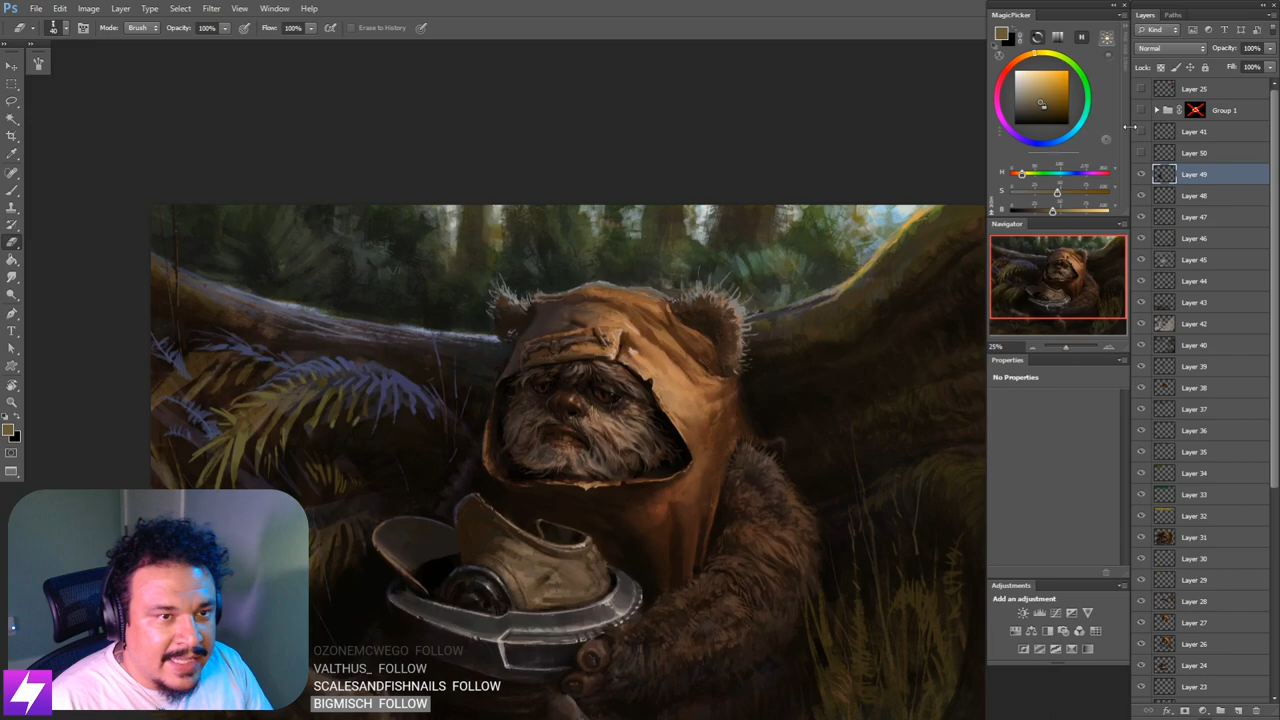 Ps File Edit Image Layer Type Select Filter View Window Help
40 Mode: Brush Opacity: 100% Flow: 100% Erase to History
MagicPicker
H
H
S
B
Navigator
25%
Properties
No Properties
Adjustments
Add an adjustment
Layers Paths
Kind
Normal Opacity: 100%
Lock: Fill: 100%
Layer 25
Group 1
Layer 41
Layer 50
Layer 49
Layer 48
Layer 47
Layer 46
Layer 45
Layer 44
Layer 43
Layer 42
Layer 40
Layer 39
Layer 38
Layer 37
Layer 36
Layer 35
Layer 34
Layer 33
Layer 32
Layer 31
Layer 30
Layer 29
Layer 28
Layer 27
Layer 26
Layer 24
Layer 23
OZONEMCWEGO FOLLOW
VALTHUS_ FOLLOW
SCALESANDFISHNAILS FOLLOW
BIGMISCH FOLLOW